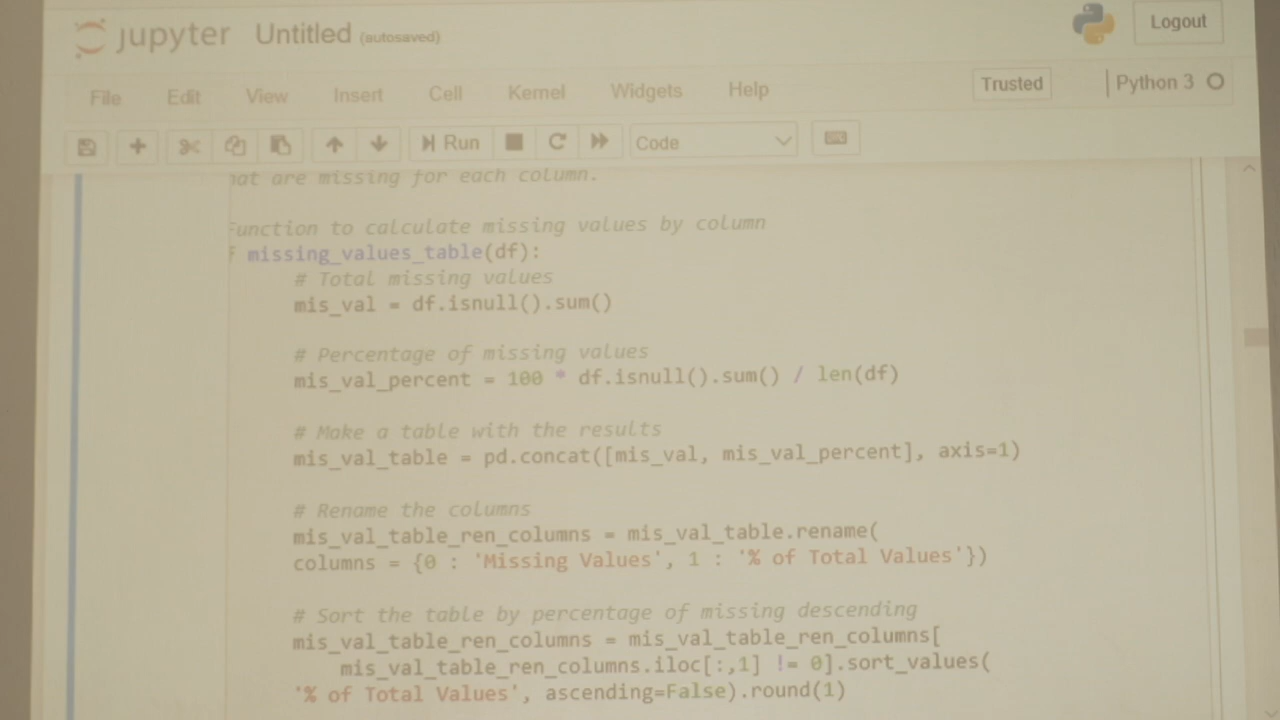 jupyter Untitled (autosaved) Logout
File Edit View Insert Cell Kernel Widgets Help Trusted Python 3
Run Code
are missing for each column.
Function to calculate missing values by column
f missing_values_table(df):
# Total missing values
mis_val = df.isnull().sum()
# Percentage of missing values
mis_val_percent = 100 * df.isnull().sum() / len(df)
# Make a table with the results
mis_val_table = pd.concat([mis_val, mis_val_percent], axis=1)
# Rename the columns
mis_val_table_ren_columns = mis_val_table.rename(
columns = {0 : 'Missing Values', 1 : '% of Total Values'})
# Sort the table by percentage of missing descending
mis_val_table_ren_columns = mis_val_table_ren_columns[
mis_val_table_ren_columns.iloc[:,1] != 0].sort_values(
'% of Total Values', ascending=False).round(1)